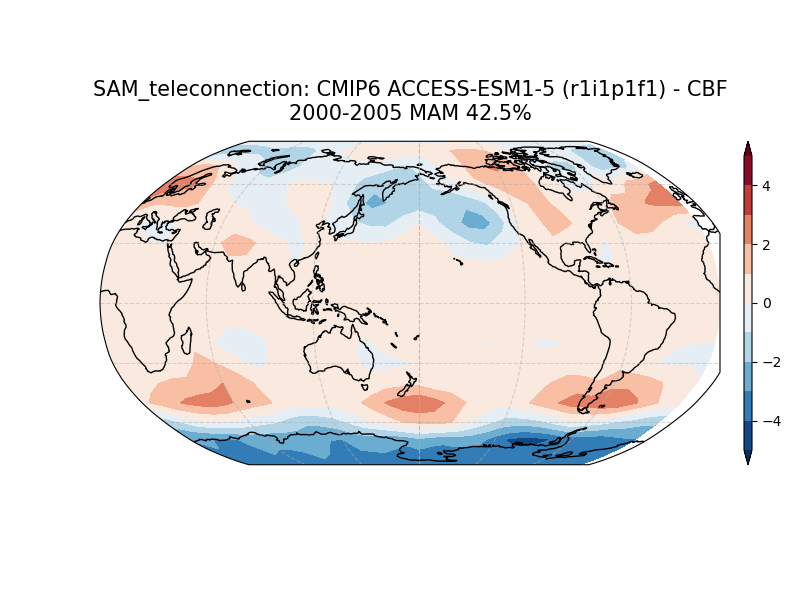 SAM_teleconnection: CMIP6 ACCESS-ESM1-5 (r1i1p1f1) - CBF
2000-2005 MAM 42.5%
4
2
0
−2
−4